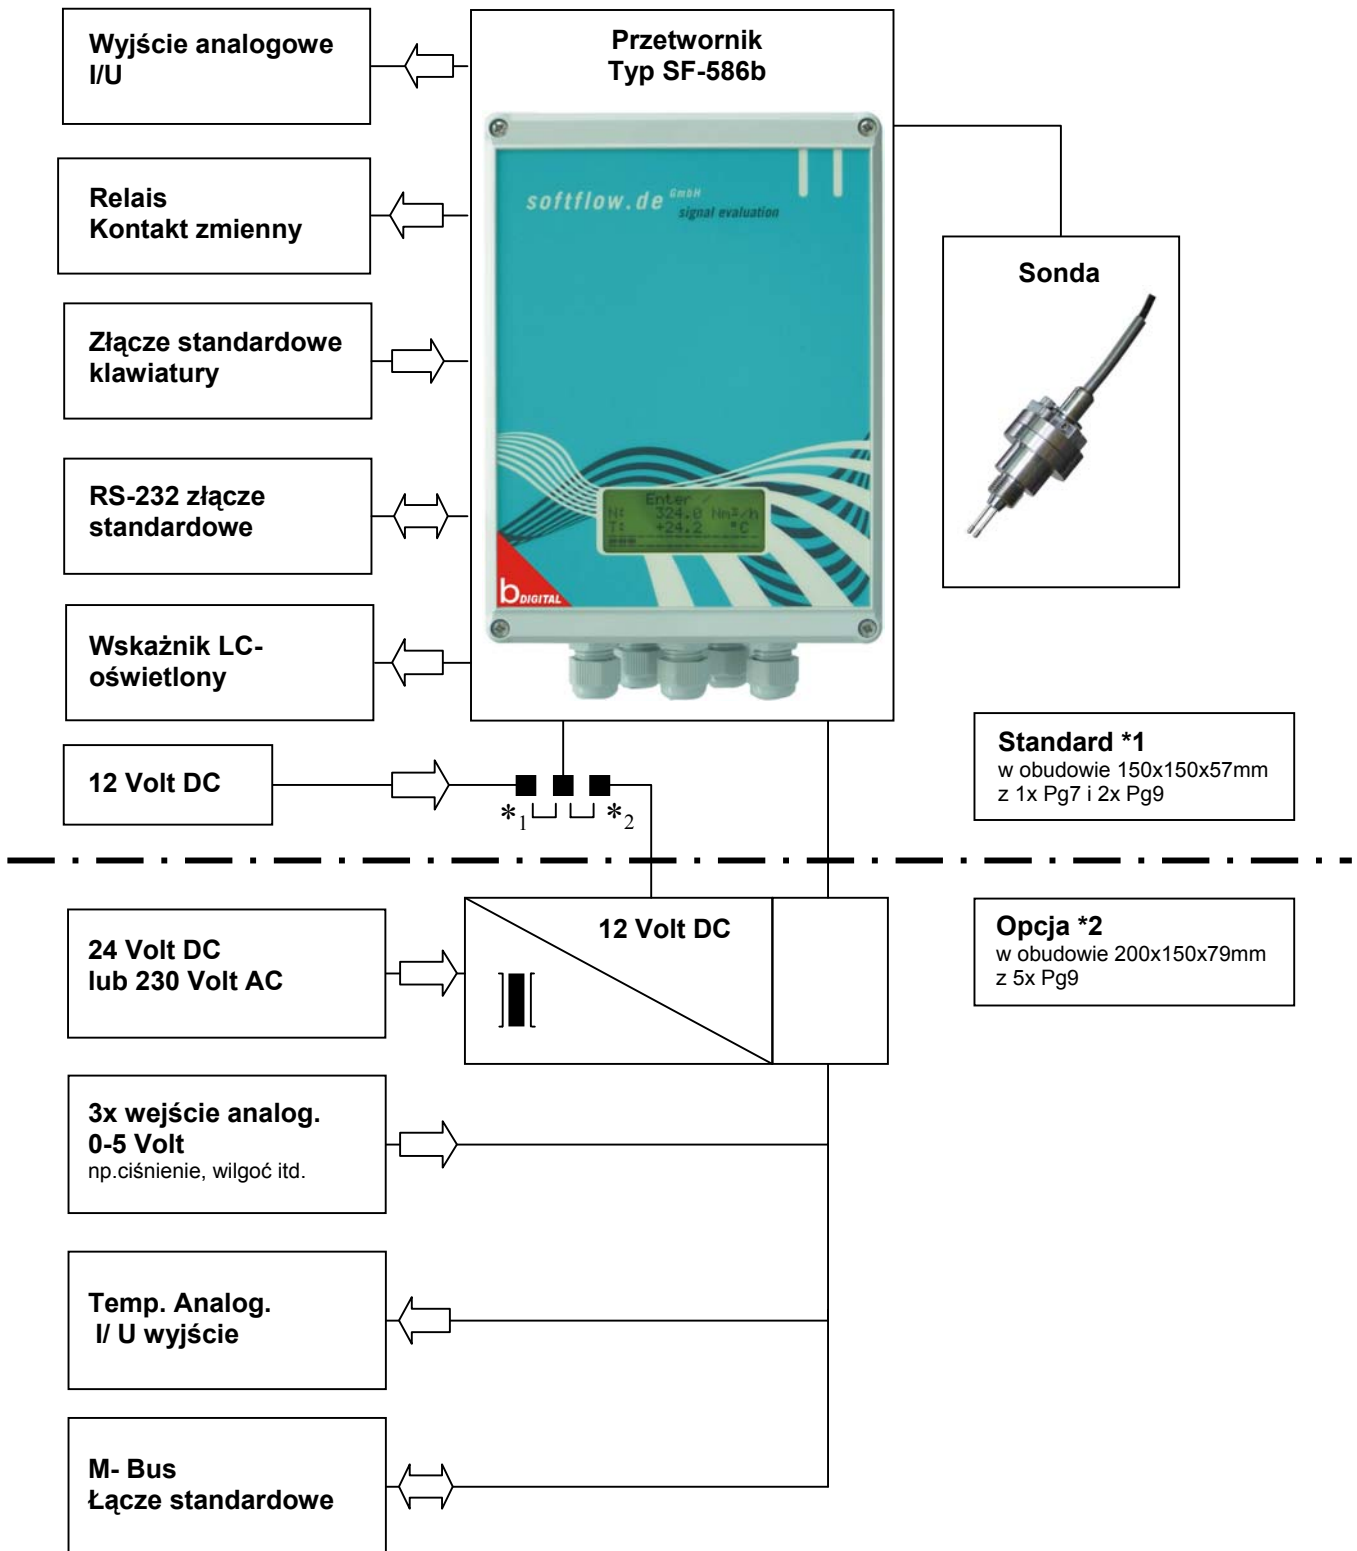 Wyjście analogowe
I/U
Przetwornik
Typ SF-586b
softflow.de GmbH
signal evaluation
Relais
Kontakt zmienny
Sonda
Złącze standardowe
klawiatury
RS-232 złącze
standardowe
Enter /
N: 324.0 Nm³/h
T: +24.2 °C
b DIGITAL
Wskażnik LC-
oświetlony
12 Volt DC
*1 *2
Standard *1
w obudowie 150x150x57mm
z 1x Pg7 i 2x Pg9
24 Volt DC
lub 230 Volt AC
12 Volt DC
Opcja *2
w obudowie 200x150x79mm
z 5x Pg9
3x wejście analog.
0-5 Volt
np.ciśnienie, wilgoć itd.
Temp. Analog.
I/ U wyjście
M- Bus
Łącze standardowe